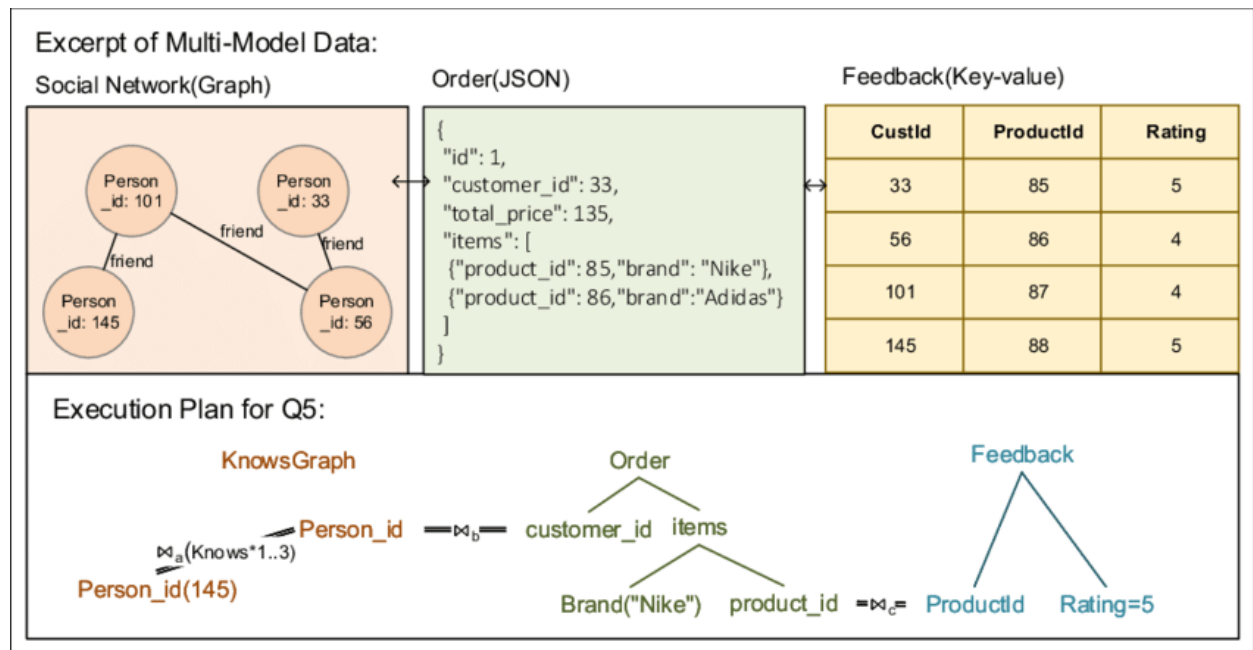 Excerpt of Multi-Model Data:
Social Network(Graph)
Order(JSON)
Feedback(Key-value)
Person
_id: 101
Person
_id: 33
friend
friend
friend
Person
_id: 145
Person
_id: 56
{
"id": 1,
"customer_id": 33,
"total_price": 135,
"items": [
{"product_id": 85,"brand": "Nike"},
{"product_id": 86,"brand":"Adidas"}
]
}
CustId ProductId Rating
33 85 5
56 86 4
101 87 4
145 88 5
Execution Plan for Q5:
KnowsGraph
Order
Feedback
Person_id ⋈b customer_id items
⋈a(Knows*1..3)
Person_id(145)
Brand("Nike") product_id =⋈c= ProductId Rating=5